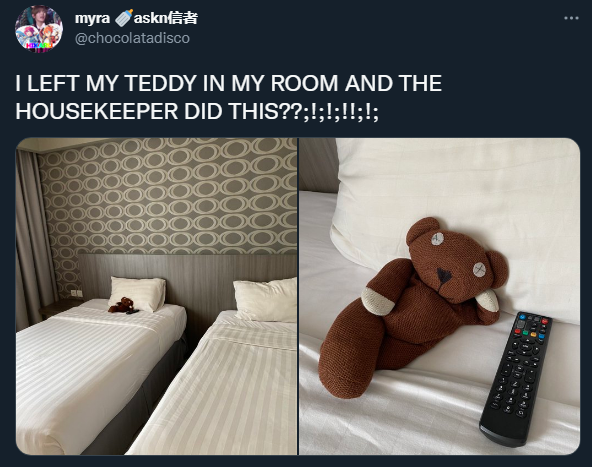 myra 🍼askn信者
@chocolatadisco
I LEFT MY TEDDY IN MY ROOM AND THE
HOUSEKEEPER DID THIS??;!;!;!!;!;